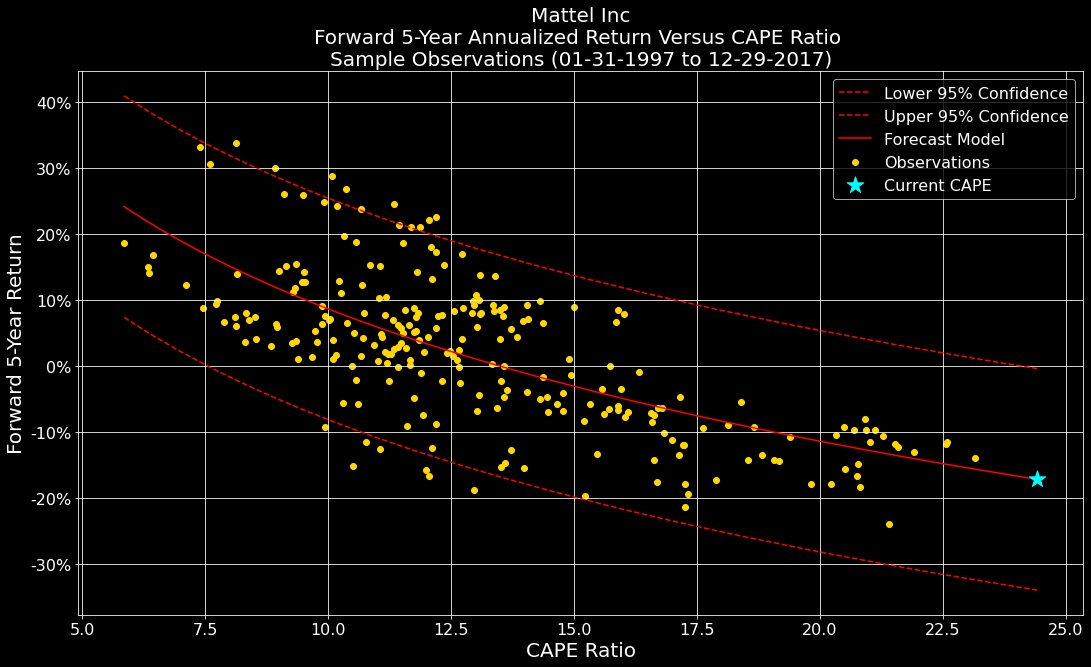 Mattel Inc
Forward 5-Year Annualized Return Versus CAPE Ratio
Sample Observations (01-31-1997 to 12-29-2017)
Lower 95% Confidence
Upper 95% Confidence
Forecast Model
Observations
Current CAPE
Forward 5-Year Return
40%
30%
20%
10%
0%
-10%
-20%
-30%
5.0 7.5 10.0 12.5 15.0 17.5 20.0 22.5 25.0
CAPE Ratio